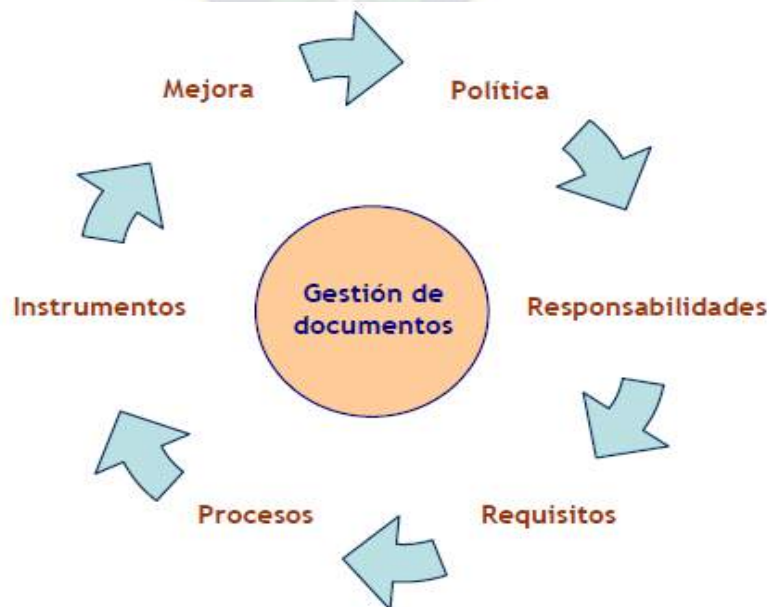 Mejora
Política
Instrumentos
Gestión de
documentos
Responsabilidades
Procesos
Requisitos